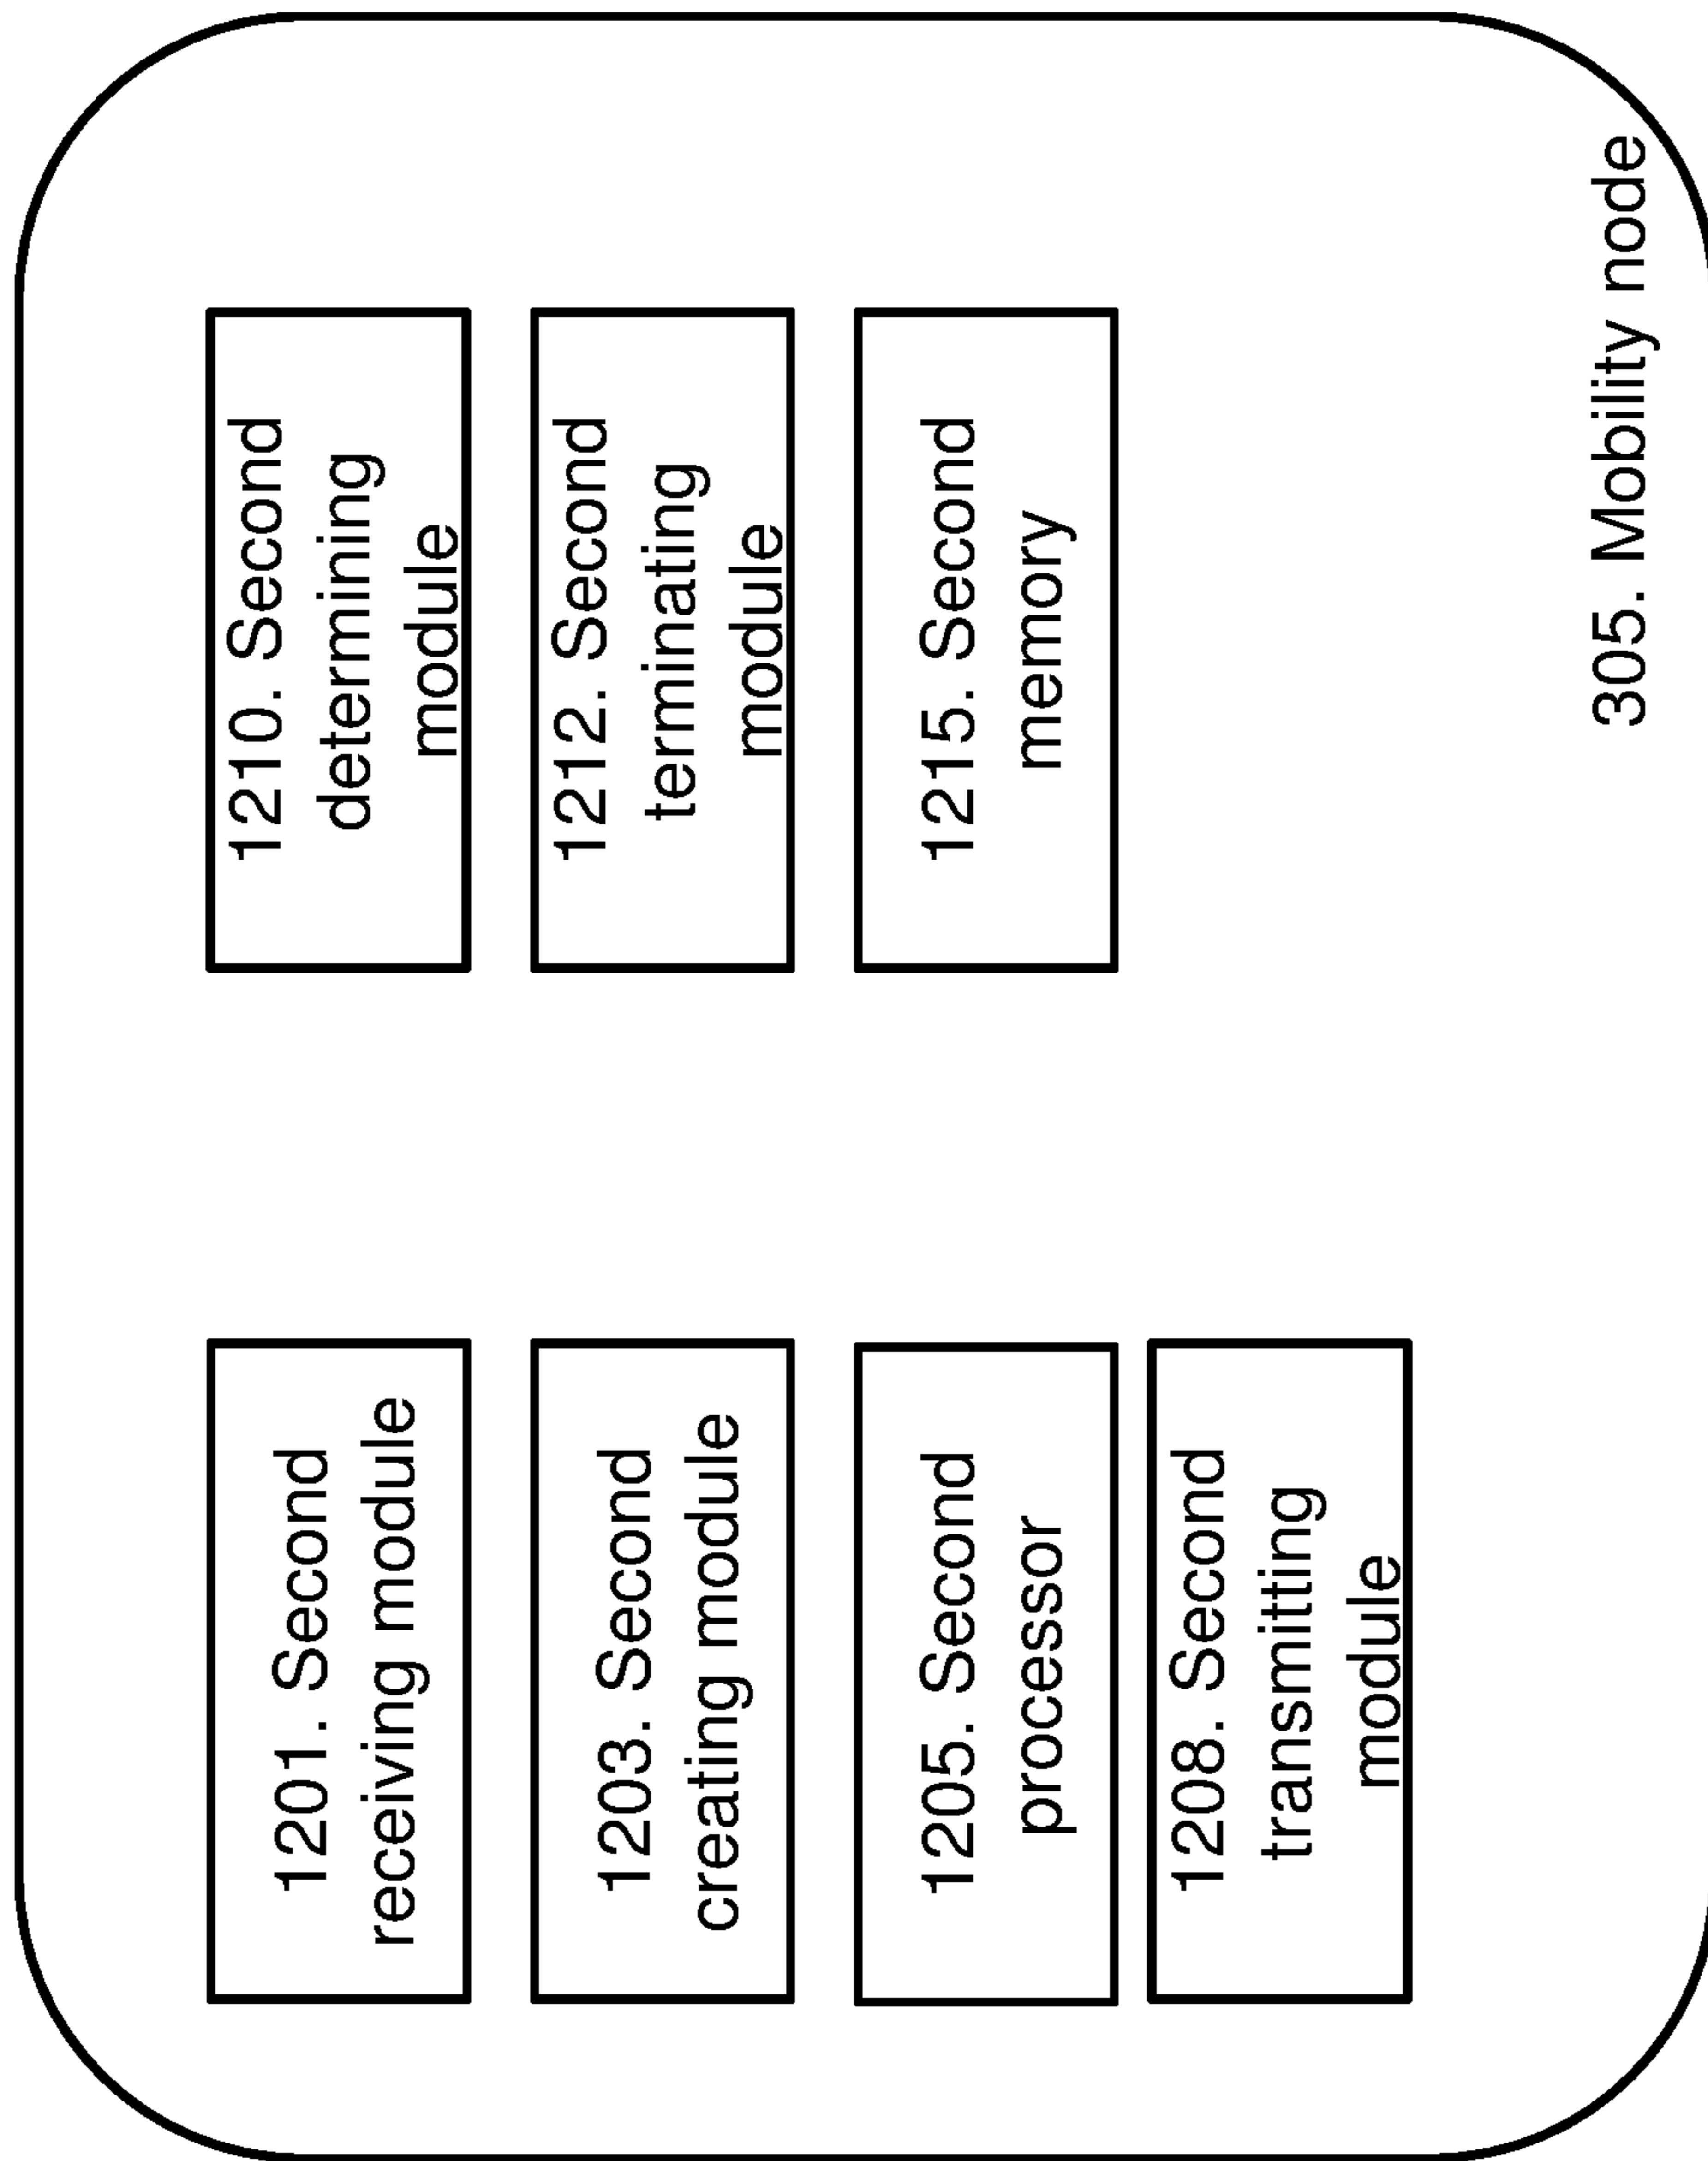 1201. Second
receiving module
1203. Second
creating module
1205. Second
processor
1208. Second
transmitting
module
1210. Second
determining
module
1212. Second
terminating
module
1215. Second
memory
305. Mobility node